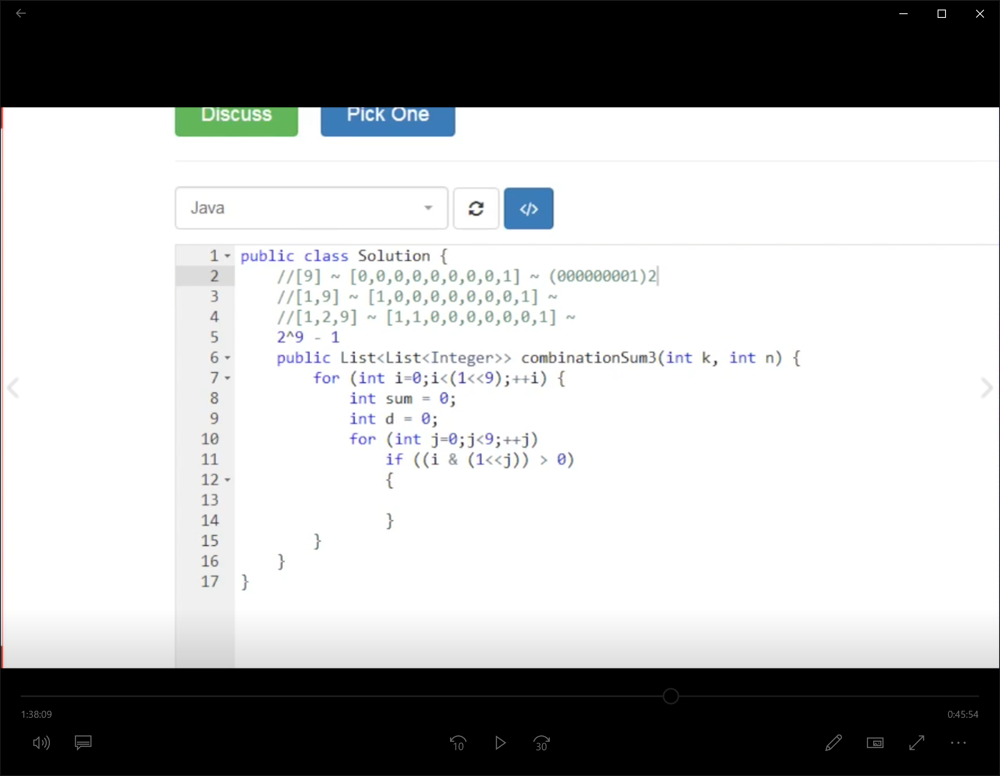 Discuss Pick One
Java
1 public class Solution {
2 //[9] ~ [0,0,0,0,0,0,0,0,1] ~ (000000001)2
3 //[1,9] ~ [1,0,0,0,0,0,0,0,1] ~
4 //[1,2,9] ~ [1,1,0,0,0,0,0,0,1] ~
5 2^9 - 1
6 public List<List<Integer>> combinationSum3(int k, int n) {
7 for (int i=0;i<(1<<9);++i) {
8 int sum = 0;
9 int d = 0;
10 for (int j=0;j<9;++j)
11 if ((i & (1<<j)) > 0)
12 {
13
14 }
15 }
16 }
17 }
1:38:09 0:45:54
10 30